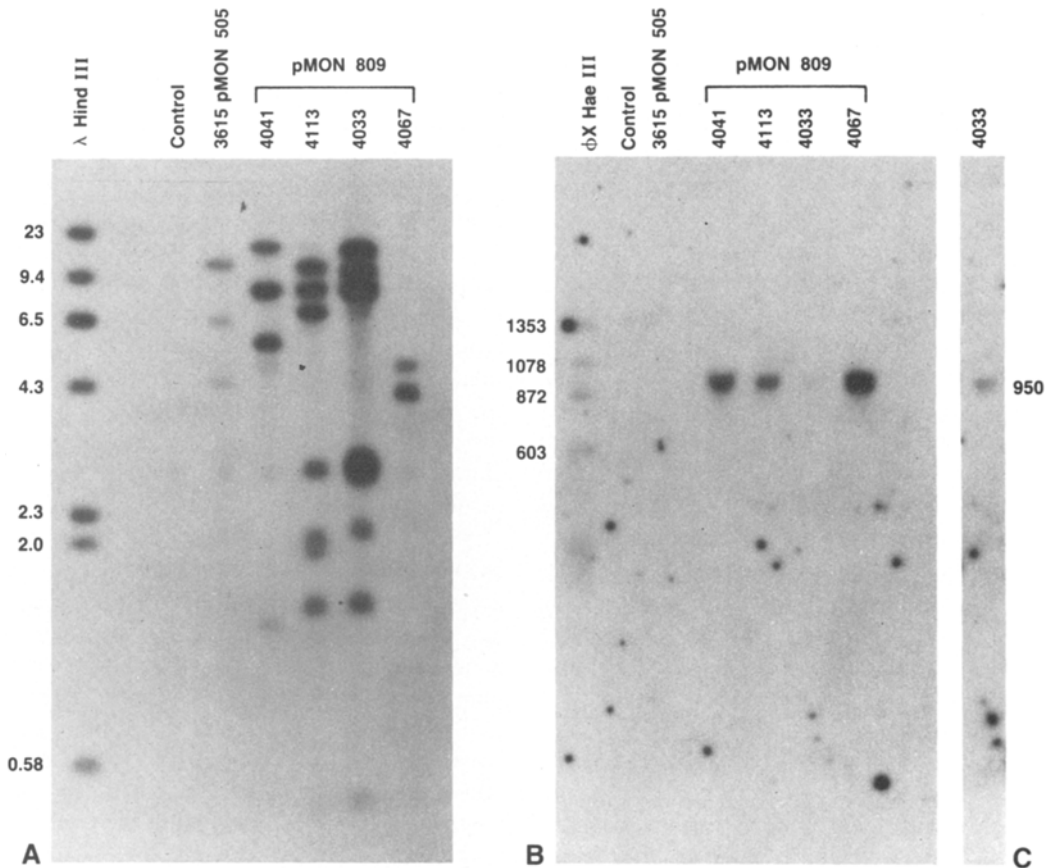 λ Hind III
Control
3615 pMON 505
pMON 809
4041
4113
4033
4067
23
9.4
6.5
4.3
2.3
2.0
0.58
A
φX Hae III
Control
3615 pMON 505
pMON 809
4041
4113
4033
4067
1353
1078
872
603
B
4033
950
C